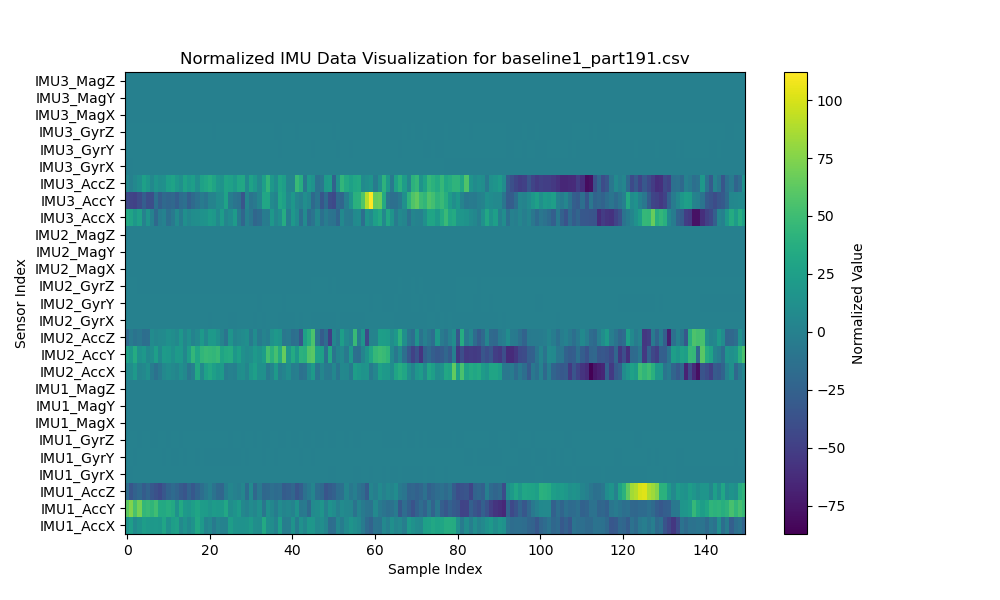 Normalized IMU Data Visualization for baseline1_part191.csv
IMU3_MagZ
IMU3_MagY
IMU3_MagX
IMU3_GyrZ
IMU3_GyrY
IMU3_GyrX
IMU3_AccZ
IMU3_AccY
IMU3_AccX
IMU2_MagZ
IMU2_MagY
IMU2_MagX
IMU2_GyrZ
IMU2_GyrY
IMU2_GyrX
IMU2_AccZ
IMU2_AccY
IMU2_AccX
IMU1_MagZ
IMU1_MagY
IMU1_MagX
IMU1_GyrZ
IMU1_GyrY
IMU1_GyrX
IMU1_AccZ
IMU1_AccY
IMU1_AccX
Sensor Index
0 20 40 60 80 100 120 140
Sample Index
100
75
50
25
0
−25
−50
−75
Normalized Value